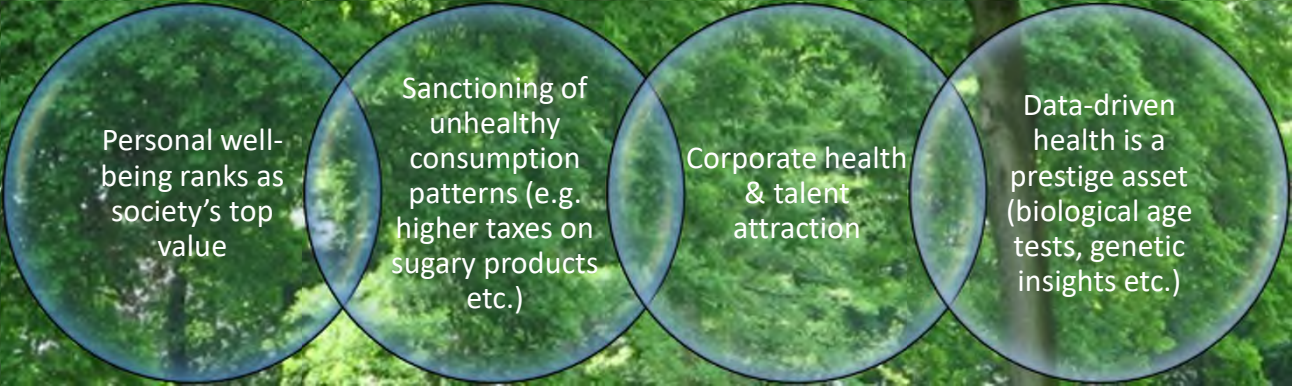 Personal well-
being ranks as
society’s top
value
Sanctioning of
unhealthy
consumption
patterns (e.g.
higher taxes on
sugary products
etc.)
Corporate health
& talent
attraction
Data-driven
health is a
prestige asset
(biological age
tests, genetic
insights etc.)